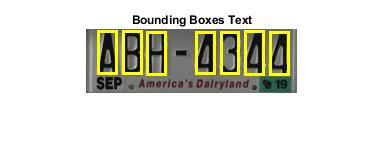 Bounding Boxes Text
ABH-4344
SEP America's Dairyland. 19